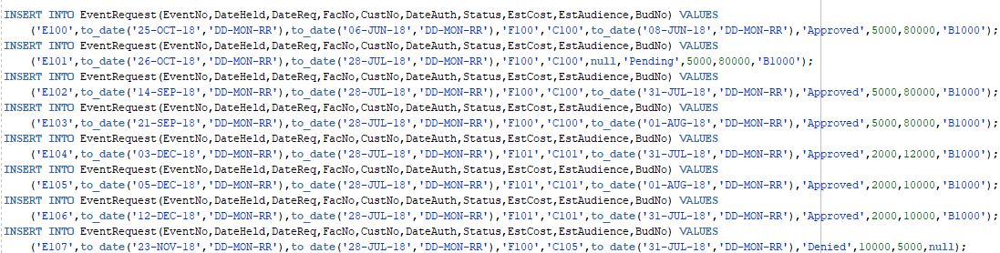 INSERT INTO EventRequest(EventNo,DateHeld,DateReq,FacNo,CustNo,DateAuth,Status,EstCost,EstAudience,BudNo) VALUES
('E100',to_date('25-OCT-18','DD-MON-RR'),to_date('06-JUN-18','DD-MON-RR'),'F100','C100',to_date('08-JUN-18','DD-MON-RR'),'Approved',5000,80000,'B1000');
INSERT INTO EventRequest(EventNo,DateHeld,DateReq,FacNo,CustNo,DateAuth,Status,EstCost,EstAudience,BudNo) VALUES
('E101',to_date('26-OCT-18','DD-MON-RR'),to_date('28-JUL-18','DD-MON-RR'),'F100','C100',null,'Pending',5000,80000,'B1000');
INSERT INTO EventRequest(EventNo,DateHeld,DateReq,FacNo,CustNo,DateAuth,Status,EstCost,EstAudience,BudNo) VALUES
('E102',to_date('14-SEP-18','DD-MON-RR'),to_date('28-JUL-18','DD-MON-RR'),'F100','C100',to_date('31-JUL-18','DD-MON-RR'),'Approved',5000,80000,'B1000');
INSERT INTO EventRequest(EventNo,DateHeld,DateReq,FacNo,CustNo,DateAuth,Status,EstCost,EstAudience,BudNo) VALUES
('E103',to_date('21-SEP-18','DD-MON-RR'),to_date('28-JUL-18','DD-MON-RR'),'F100','C100',to_date('01-AUG-18','DD-MON-RR'),'Approved',5000,80000,'B1000');
INSERT INTO EventRequest(EventNo,DateHeld,DateReq,FacNo,CustNo,DateAuth,Status,EstCost,EstAudience,BudNo) VALUES
('E104',to_date('03-DEC-18','DD-MON-RR'),to_date('28-JUL-18','DD-MON-RR'),'F101','C101',to_date('31-JUL-18','DD-MON-RR'),'Approved',2000,12000,'B1000');
INSERT INTO EventRequest(EventNo,DateHeld,DateReq,FacNo,CustNo,DateAuth,Status,EstCost,EstAudience,BudNo) VALUES
('E105',to_date('05-DEC-18','DD-MON-RR'),to_date('28-JUL-18','DD-MON-RR'),'F101','C101',to_date('01-AUG-18','DD-MON-RR'),'Approved',2000,10000,'B1000');
INSERT INTO EventRequest(EventNo,DateHeld,DateReq,FacNo,CustNo,DateAuth,Status,EstCost,EstAudience,BudNo) VALUES
('E106',to_date('12-DEC-18','DD-MON-RR'),to_date('28-JUL-18','DD-MON-RR'),'F101','C101',to_date('31-JUL-18','DD-MON-RR'),'Approved',2000,10000,'B1000');
INSERT INTO EventRequest(EventNo,DateHeld,DateReq,FacNo,CustNo,DateAuth,Status,EstCost,EstAudience,BudNo) VALUES
('E107',to_date('23-NOV-18','DD-MON-RR'),to_date('28-JUL-18','DD-MON-RR'),'F100','C105',to_date('31-JUL-18','DD-MON-RR'),'Denied',10000,5000,null);